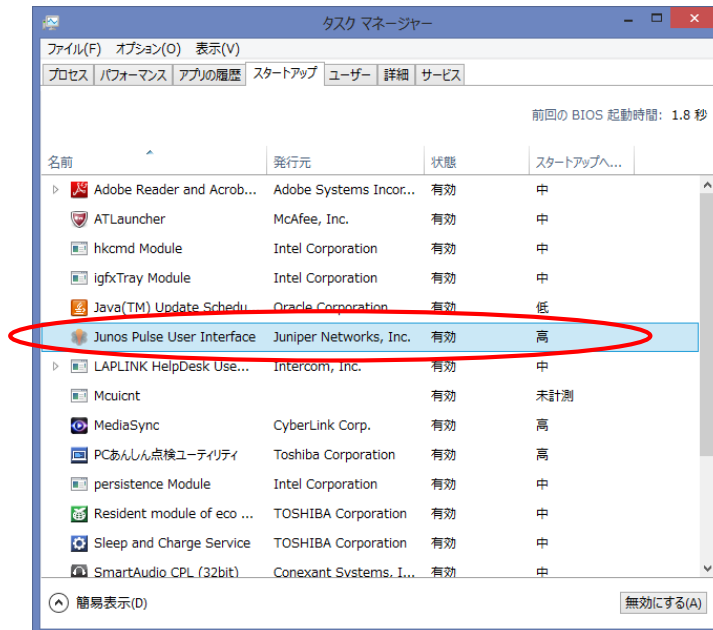 タスク マネージャー
ファイル(F) オプション(O) 表示(V)
プロセス パフォーマンス アプリの履歴 スタートアップ ユーザー 詳細 サービス
前回の BIOS 起動時間: 1.8 秒
名前 発行元 状態 スタートアップへ...
Adobe Reader and Acrob... Adobe Systems Incor... 有効 中
ATLauncher McAfee, Inc. 有効 中
hkcmd Module Intel Corporation 有効 中
igfxTray Module Intel Corporation 有効 中
Java(TM) Update Schedu Oracle Corporation 有効 低
Junos Pulse User Interface Juniper Networks, Inc. 有効 高
LAPLINK HelpDesk Use... Intercom, Inc. 有効 中
Mcuicnt 有効 未計測
MediaSync CyberLink Corp. 有効 高
PCあんしん点検ユーティリティ Toshiba Corporation 有効 高
persistence Module Intel Corporation 有効 中
Resident module of eco ... TOSHIBA Corporation 有効 中
Sleep and Charge Service TOSHIBA Corporation 有効 中
SmartAudio CPL (32bit) Conexant Systems, I... 有効 中
簡易表示(D) 無効にする(A)